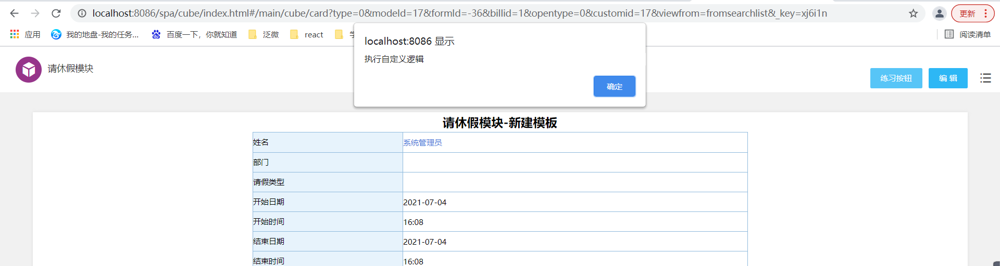 localhost:8086/spa/cube/index.html#/main/cube/card?type=0&modeId=17&formId=-36&billid=1&opentype=0&customid=17&viewfrom=fromsearchlist&_key=xj6i1n
更新
应用 我的地盘-我的任务... 百度一下，你就知道 泛微 react 学
阅读清单
localhost:8086 显示
执行自定义逻辑
确定
请休假模块
练习按钮 编 辑
请休假模块-新建模板
姓名 系统管理员
部门
请假类型
开始日期 2021-07-04
开始时间 16:08
结束日期 2021-07-04
结束时间 16:08